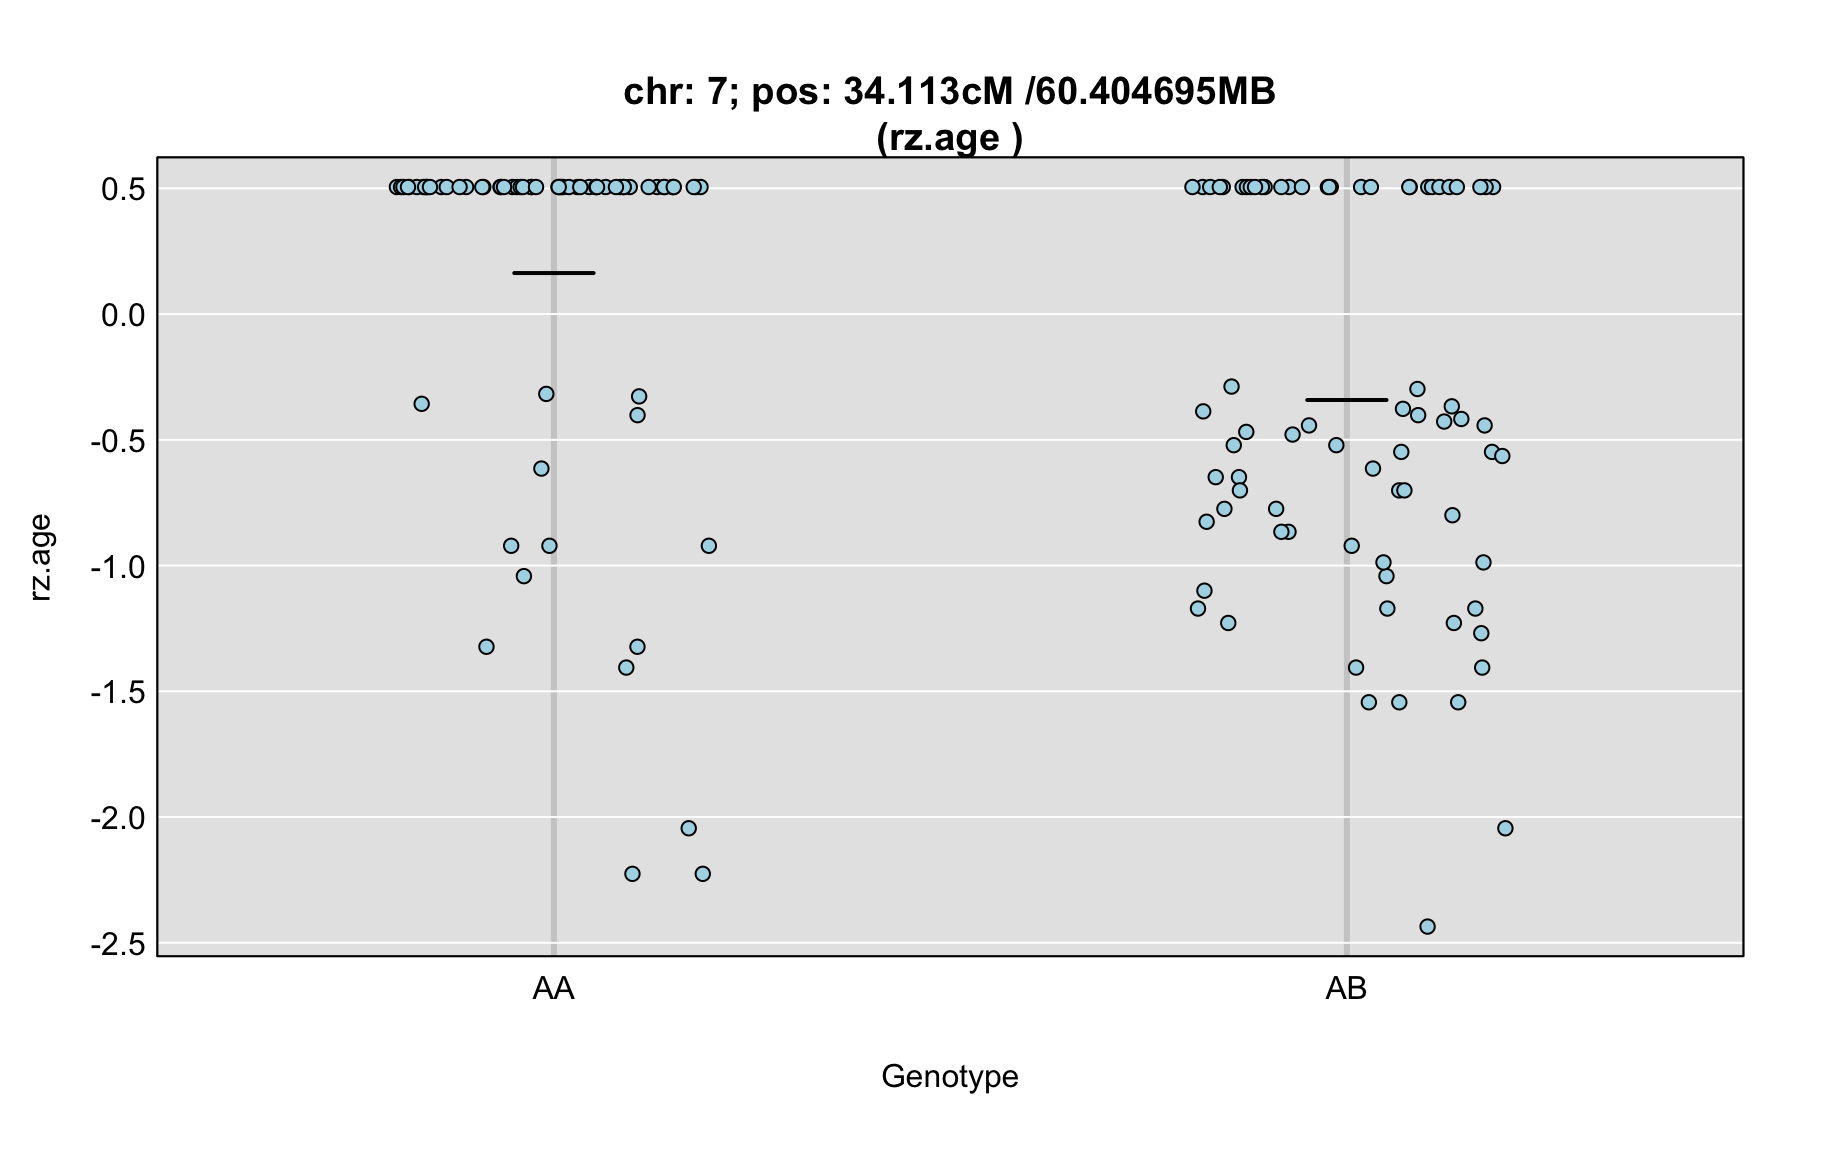 chr: 7; pos: 34.113cM /60.404695MB
(rz.age )
rz.age
0.5
0.0
-0.5
-1.0
-1.5
-2.0
-2.5
AA
AB
Genotype